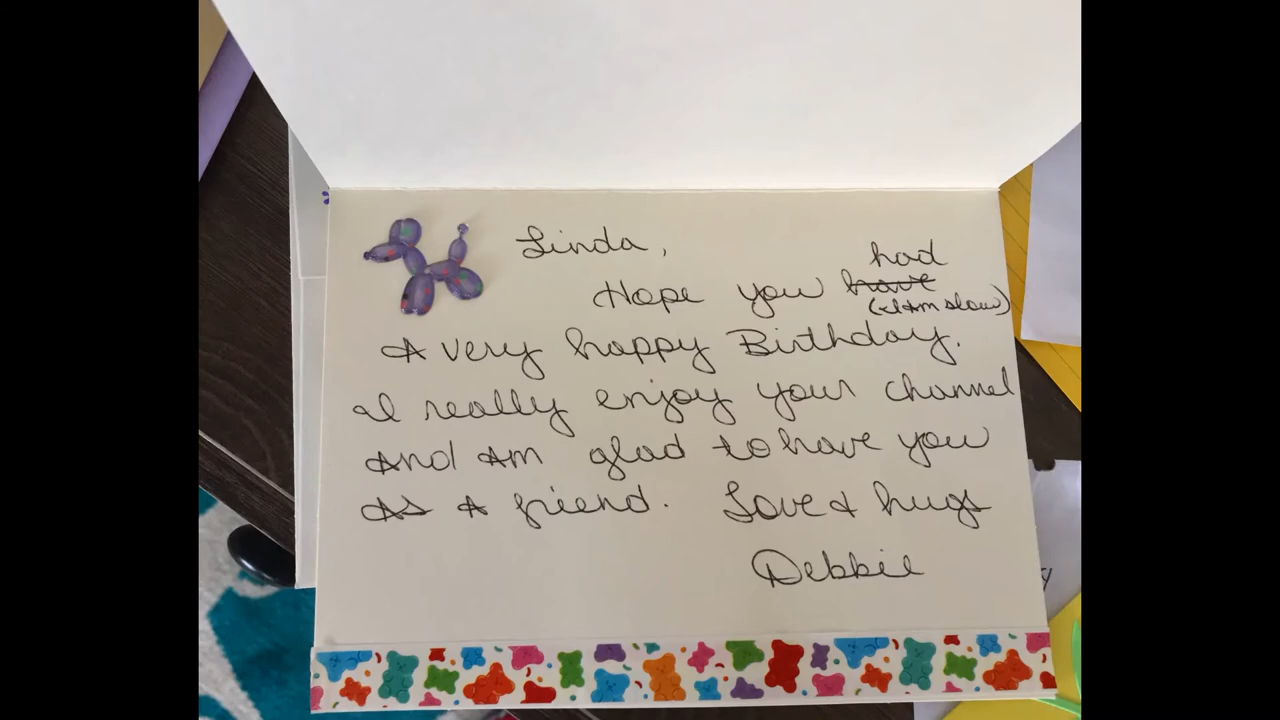 Linda,
had
Hope you have
(I Am slow)
A very happy Birthday.
I really enjoy your channel
And Am glad to have you
As A friend. Love & hugs
Debbie